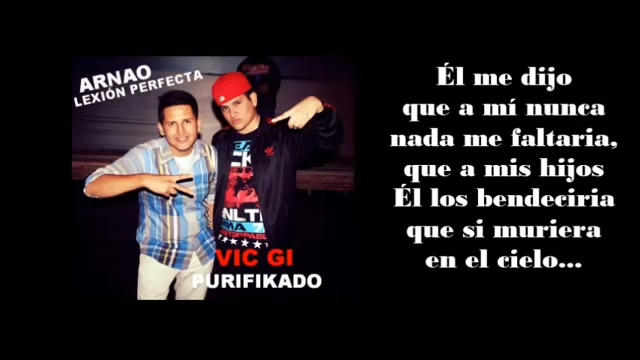 ARNAO
LEXIÓN PERFECTA
VIC GI
PURIFIKADO
Él me dijo
que a mí nunca
nada me faltaria,
que a mis hijos
Él los bendeciria
que si muriera
en el cielo...